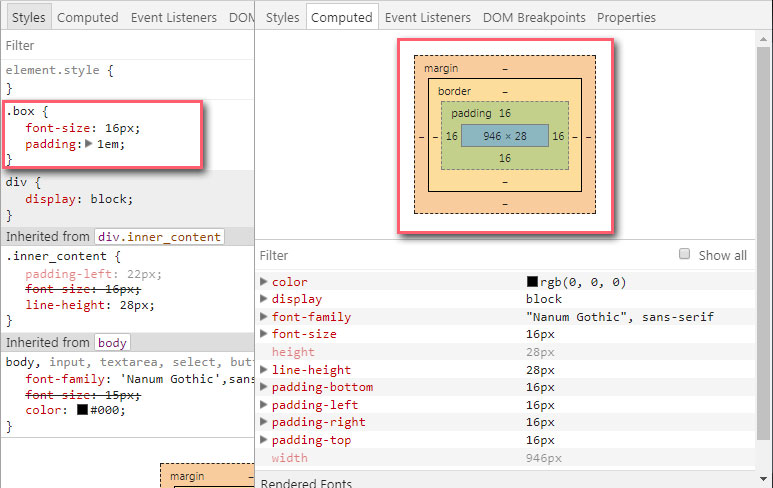 Styles Computed Event Listeners DOM
Filter
element.style {
}
.box {
font-size: 16px;
padding: 1em;
}
div {
display: block;
}
Inherited from div.inner_content
.inner_content {
padding-left: 22px;
font-size: 16px;
line-height: 28px;
}
Inherited from body
body, input, textarea, select, but
font-family: 'Nanum Gothic',sans
font-size: 15px;
color: #000;
}
margin –
Styles Computed Event Listeners DOM Breakpoints Properties
margin –
border –
padding 16
– – 16 946 × 28 16 – –
16
–
–
Filter Show all
color rgb(0, 0, 0)
display block
font-family "Nanum Gothic", sans-serif
font-size 16px
height 28px
line-height 28px
padding-bottom 16px
padding-left 16px
padding-right 16px
padding-top 16px
width 946px
Rendered Fonts